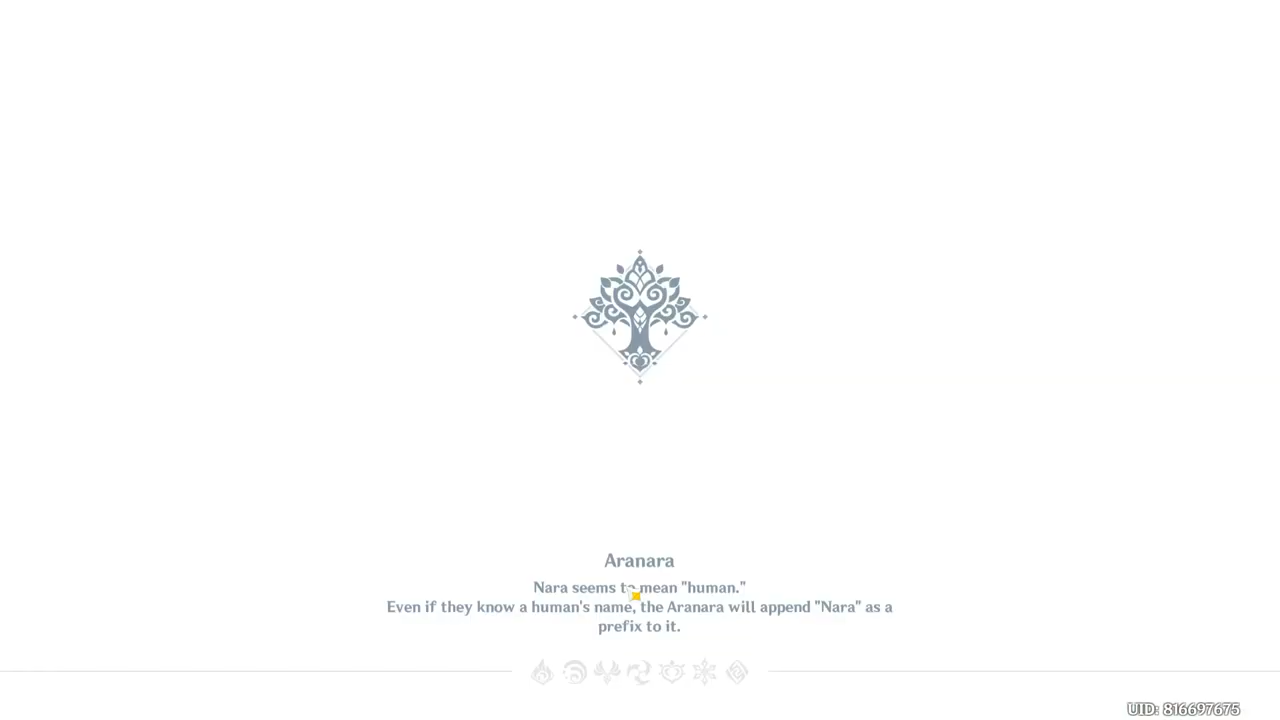 Aranara
Nara seems to mean "human."
Even if they know a human's name, the Aranara will append "Nara" as a
prefix to it.
UID: 816697675